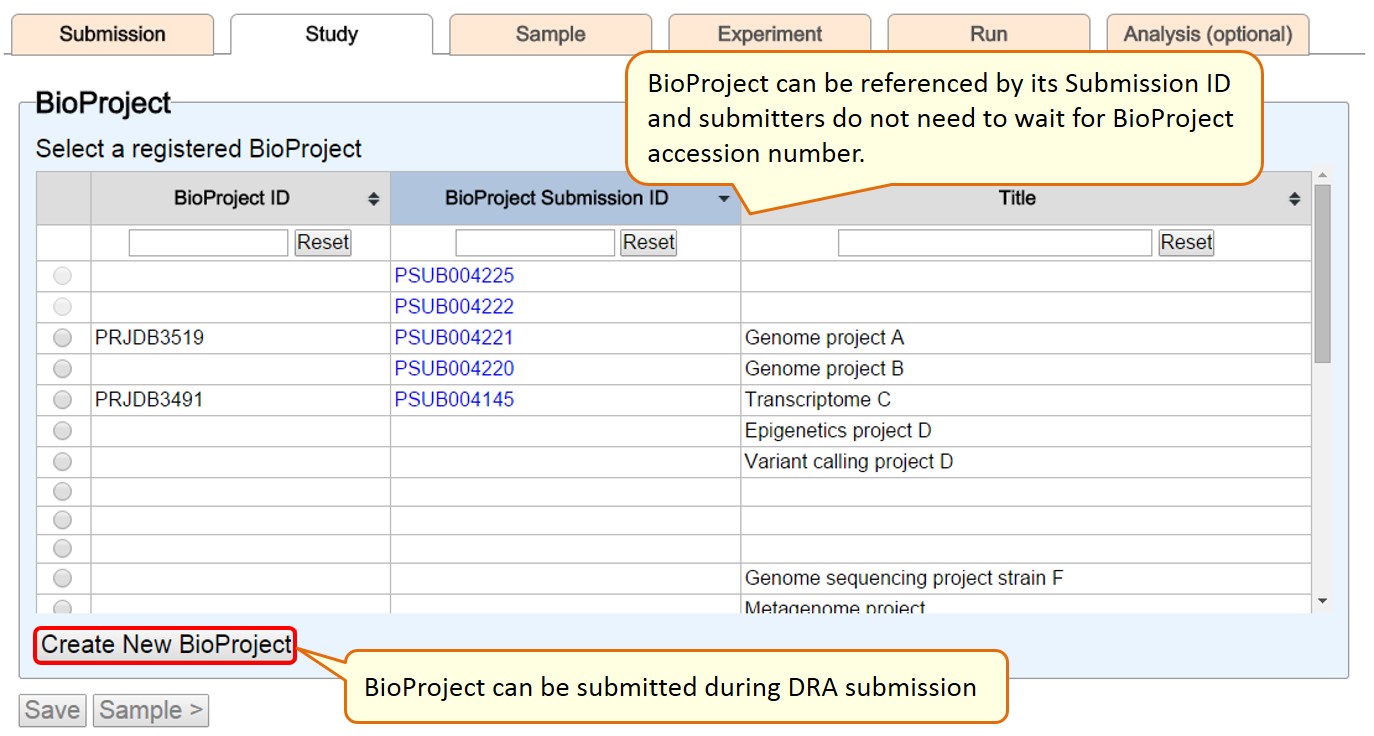 Submission Study Sample Experiment Run Analysis (optional)
BioProject can be referenced by its Submission ID
and submitters do not need to wait for BioProject
accession number.
BioProject
Select a registered BioProject
BioProject ID BioProject Submission ID Title
Reset Reset Reset
PSUB004225
PSUB004222
PRJDB3519 PSUB004221 Genome project A
PSUB004220 Genome project B
PRJDB3491 PSUB004145 Transcriptome C
Epigenetics project D
Variant calling project D
Genome sequencing project strain F
Metagenome project
Create New BioProject
BioProject can be submitted during DRA submission
Save Sample >